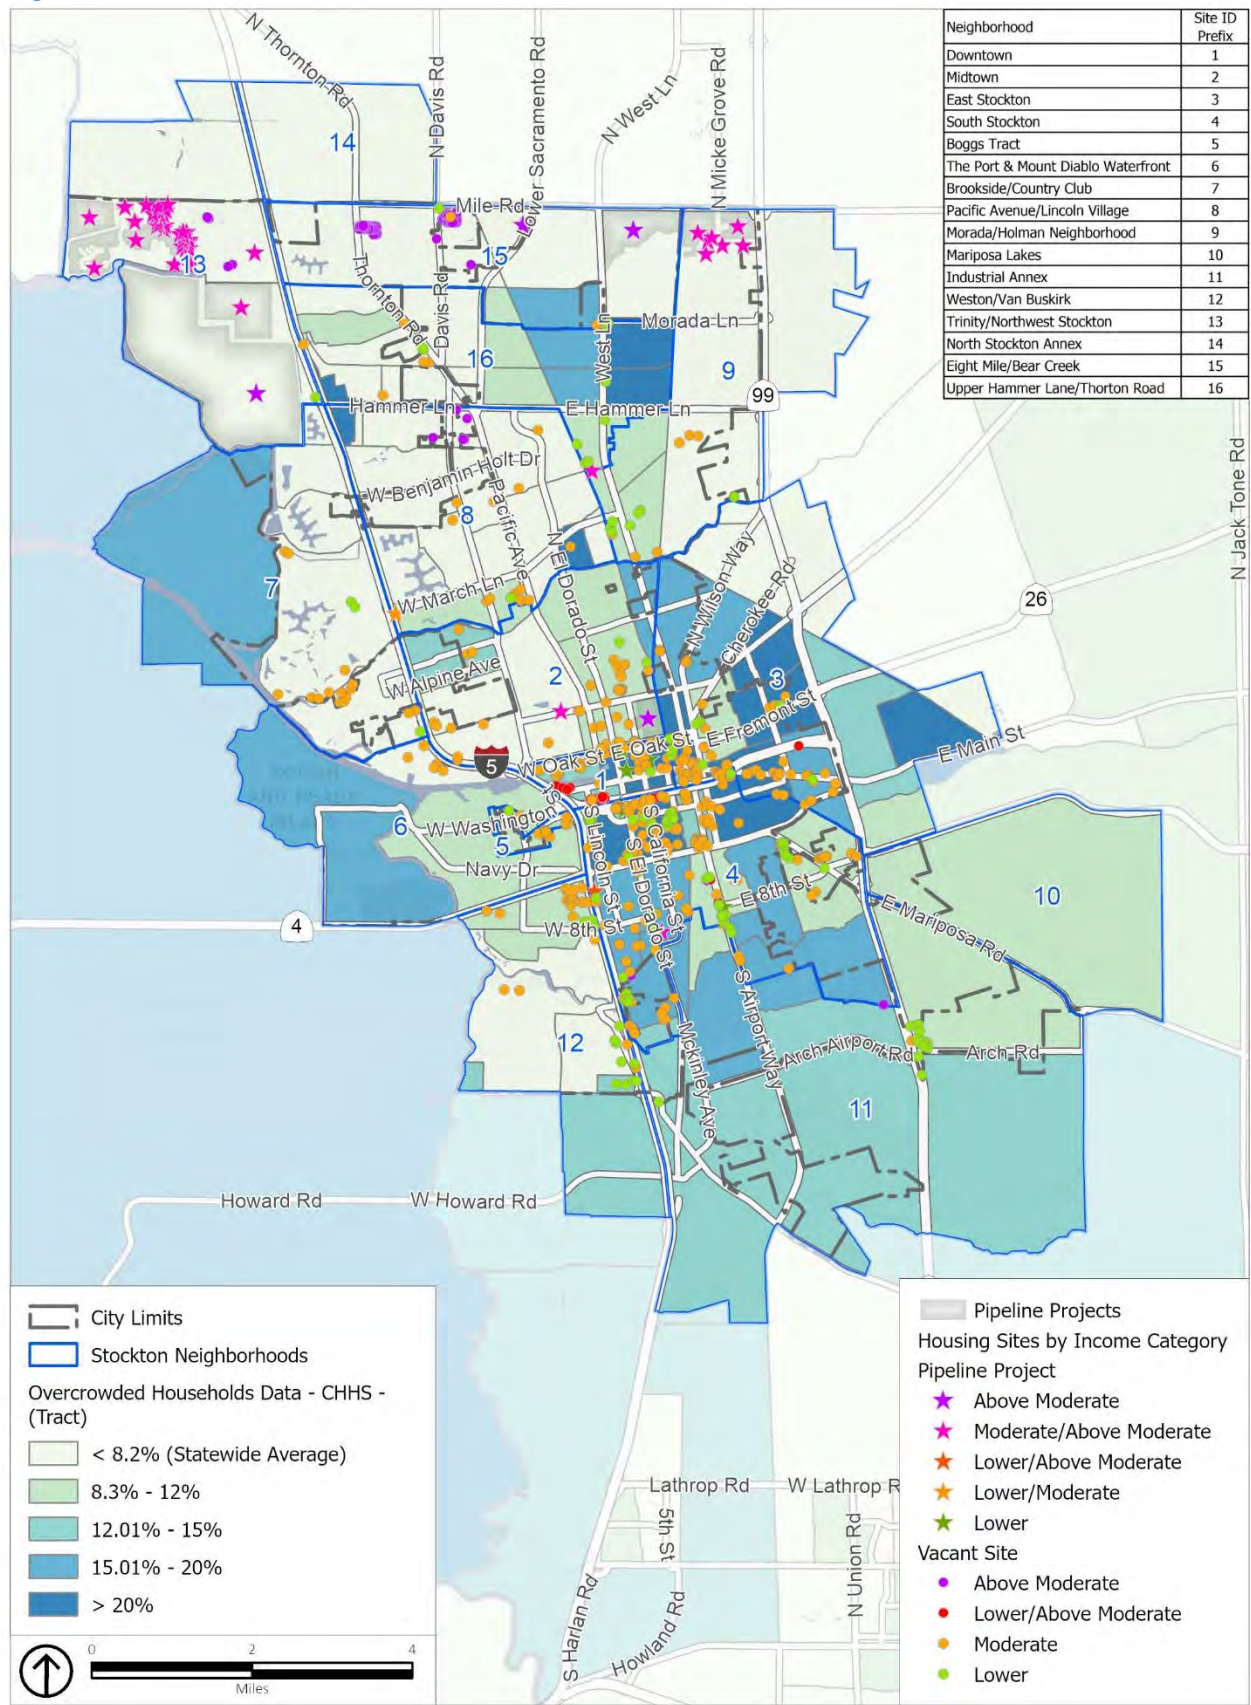 Neighborhood Site ID Prefix
Downtown 1
Midtown 2
East Stockton 3
South Stockton 4
Boggs Tract 5
The Port & Mount Diablo Waterfront 6
Brookside/Country Club 7
Pacific Avenue/Lincoln Village 8
Morada/Holman Neighborhood 9
Mariposa Lakes 10
Industrial Annex 11
Weston/Van Buskirk 12
Trinity/Northwest Stockton 13
North Stockton Annex 14
Eight Mile/Bear Creek 15
Upper Hammer Lane/Thorton Road 16
N Thornton Rd
N Davis Rd
Lower Sacramento Rd
N West Ln
N Micke Grove Rd
14
Mile Rd
13
15
Thornton Rd
Davis Rd
West Ln
Morada Ln
16
9
99
Hammer Ln
E Hammer Ln
N Jack Tone Rd
W Benjamin Holt Dr
8
Pacific Ave
N El Dorado St
N Wilson Way
Cherokee Rd
7
W March Ln
26
2
3
W Alpine Ave
E Fremont St
E Main St
W Oak St
E Oak St
5
1
6
W Washington St
5
Navy Dr
S Lincoln St
S El Dorado St
S California St
4
E 8th St
W 8th St
10
E Mariposa Rd
4
12
S Airport Way
Mckinley Ave
Arch Airport Rd
Arch Rd
11
Howard Rd
W Howard Rd
Lathrop Rd
W Lathrop R
5th St
N Union Rd
S Harlan Rd
Howland Rd
City Limits
Stockton Neighborhoods
Overcrowded Households Data - CHHS -
(Tract)
< 8.2% (Statewide Average)
8.3% - 12%
12.01% - 15%
15.01% - 20%
> 20%
0 2 4
Miles
Pipeline Projects
Housing Sites by Income Category
Pipeline Project
Above Moderate
Moderate/Above Moderate
Lower/Above Moderate
Lower/Moderate
Lower
Vacant Site
Above Moderate
Lower/Above Moderate
Moderate
Lower